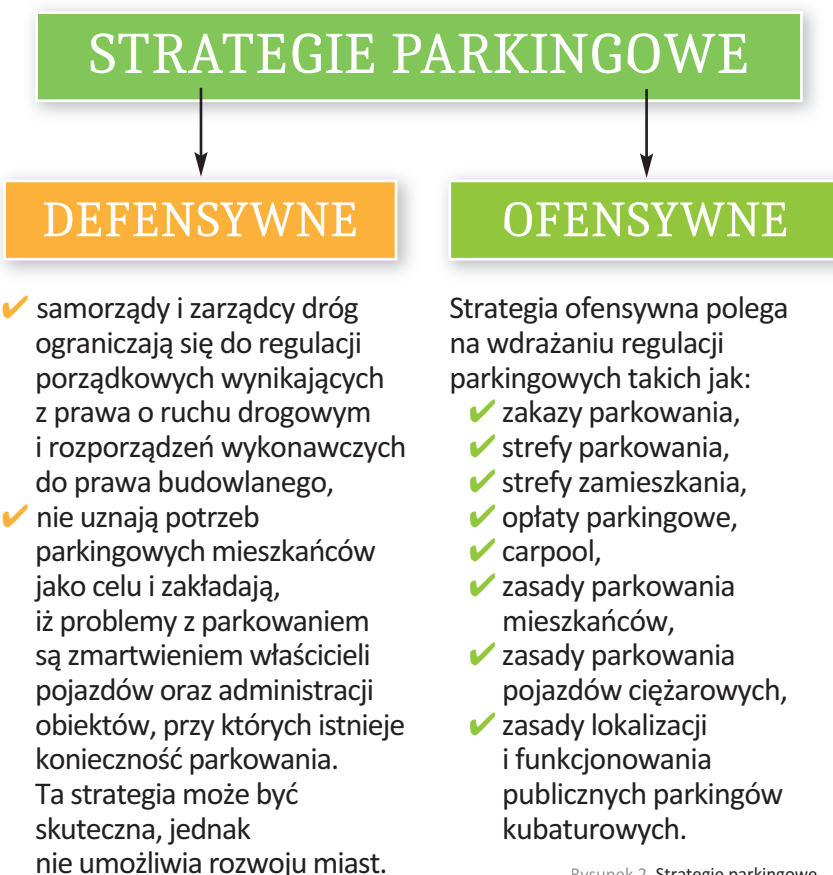 STRATEGIE PARKINGOWE
DEFENSYWNE
✔ samorządy i zarządcy dróg
ograniczają się do regulacji
porządkowych wynikających
z prawa o ruchu drogowym
i rozporządzeń wykonawczych
do prawa budowlanego,
✔ nie uznają potrzeb
parkingowych mieszkańców
jako celu i zakładają,
iż problemy z parkowaniem
są zmartwieniem właścicieli
pojazdów oraz administracji
obiektów, przy których istnieje
konieczność parkowania.
Ta strategia może być
skuteczna, jednak
nie umożliwia rozwoju miast.
OFENSYWNE
Strategia ofensywna polega
na wdrażaniu regulacji
parkingowych takich jak:
✔ zakazy parkowania,
✔ strefy parkowania,
✔ strefy zamieszkania,
✔ opłaty parkingowe,
✔ carpool,
✔ zasady parkowania
mieszkańców,
✔ zasady parkowania
pojazdów ciężarowych,
✔ zasady lokalizacji
i funkcjonowania
publicznych parkingów
kubaturowych.
Rysunek 2. Strategie parkingowe